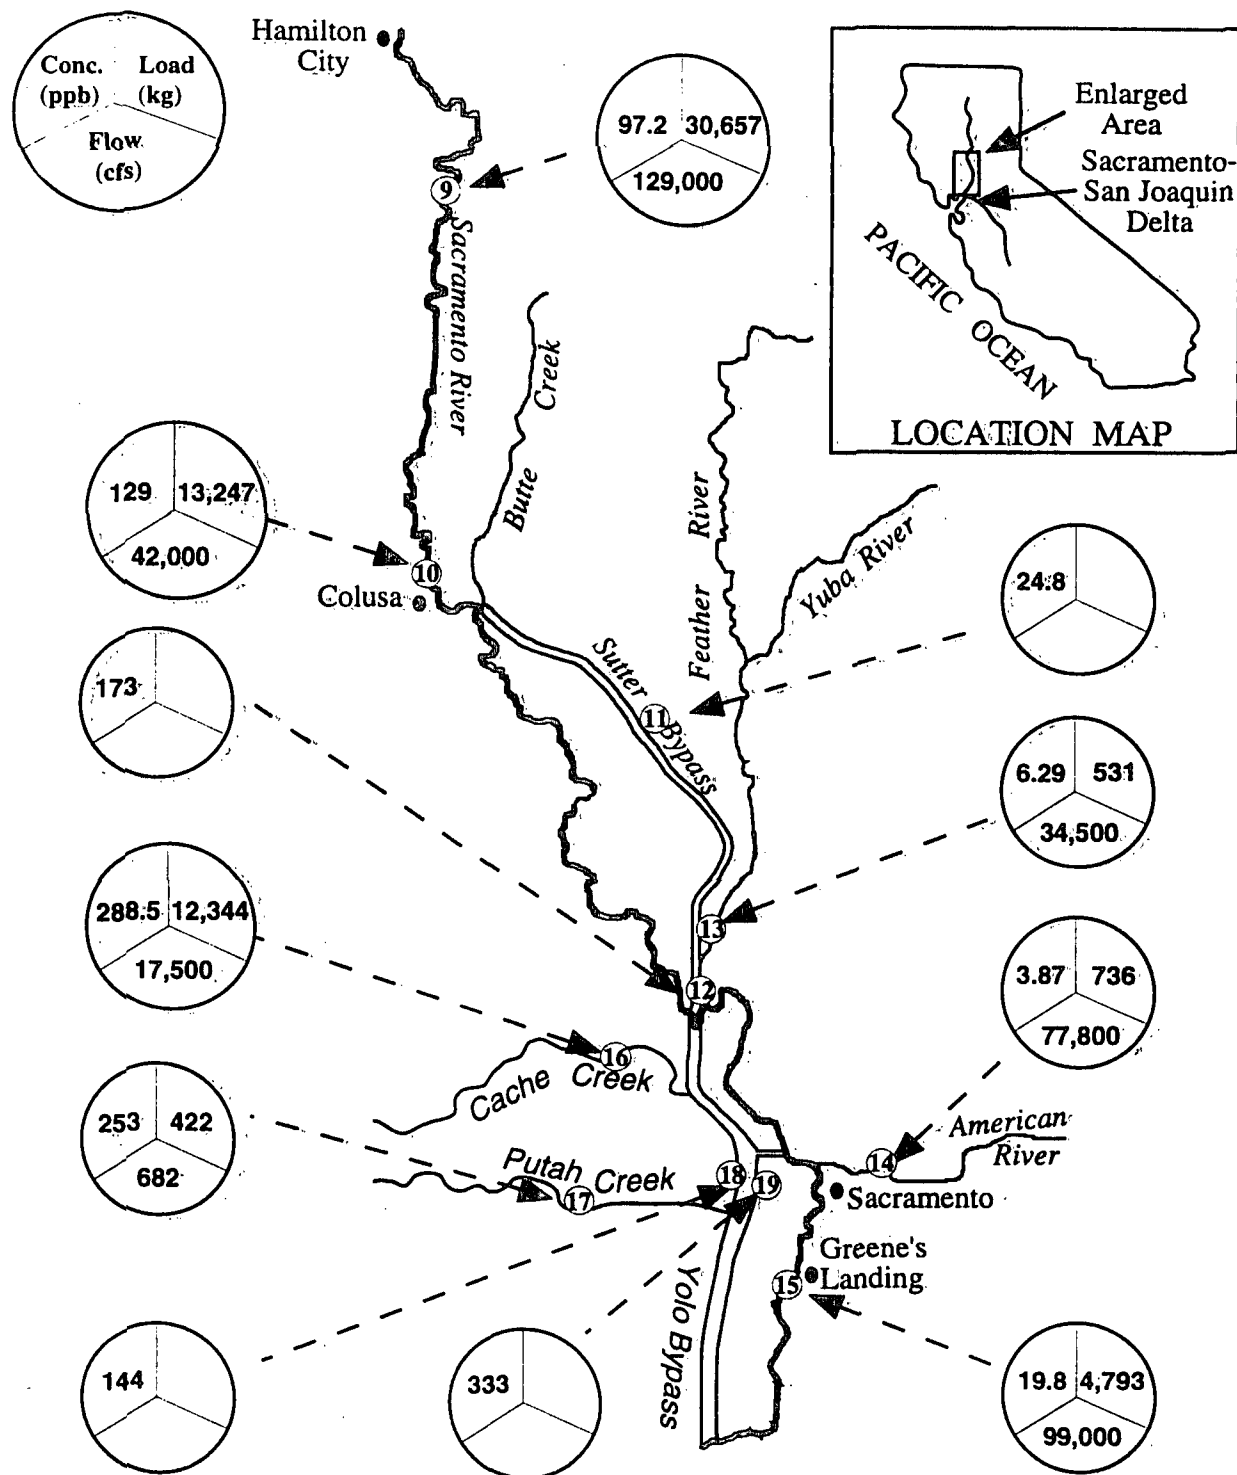 Hamilton
City
Conc.
(ppb)
Load
(kg)
Flow
(cfs)
97.2
30,657
129,000
Enlarged
Area
Sacramento-
San Joaquin
Delta
PACIFIC OCEAN
LOCATION MAP
9
Sacramento River
Butte Creek
Feather River
Yuba River
129
13,247
42,000
10
Colusa
24.8
173
Sutter Bypass
11
6.29
531
34,500
13
288.5
12,344
17,500
12
3.87
736
77,800
16
Cache Creek
253
422
682
American
River
14
Putah Creek
17
18
19
Sacramento
Greene's
Landing
15
Yolo Bypass
144
333
19.8
4,793
99,000